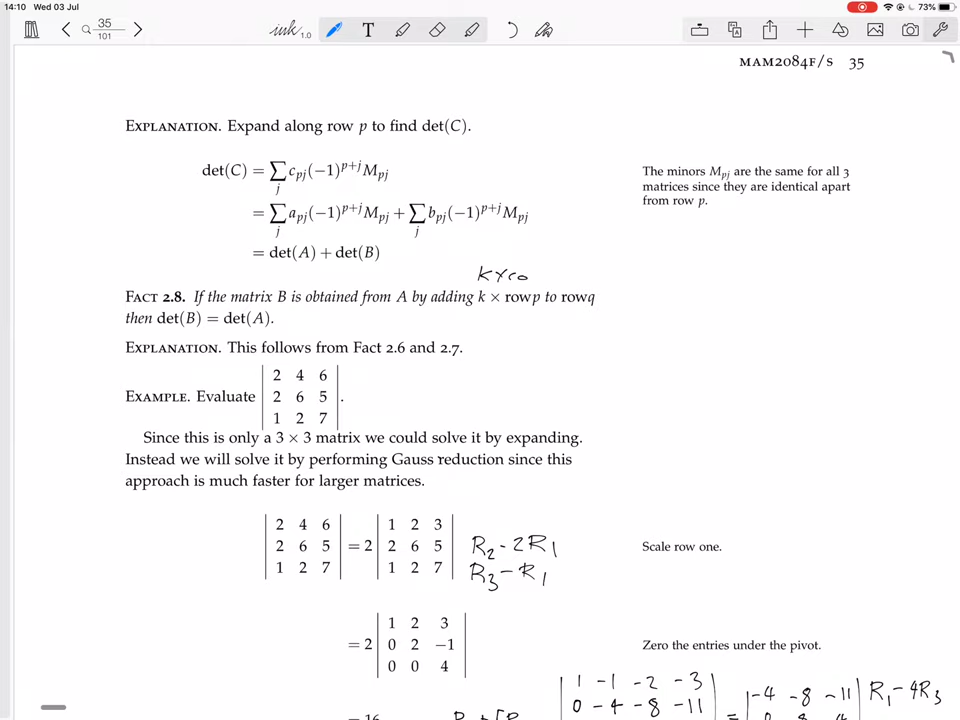 14:10 Wed 03 Jul 73%
35
101
ink 1.0
T
MAM2084F/S 35
EXPLANATION. Expand along row p to find det(C).
det(C) = ∑_j c_pj(−1)^{p+j} M_pj
= ∑_j a_pj(−1)^{p+j} M_pj + ∑_j b_pj(−1)^{p+j} M_pj
= det(A) + det(B)
The minors M_pj are the same for all 3
matrices since they are identical apart
from row p.
FACT 2.8. If the matrix B is obtained from A by adding k × rowp to rowq
then det(B) = det(A).
EXPLANATION. This follows from Fact 2.6 and 2.7.
EXAMPLE. Evaluate
| 2 4 6 |
| 2 6 5 |
| 1 2 7 | .
Since this is only a 3 × 3 matrix we could solve it by expanding.
Instead we will solve it by performing Gauss reduction since this
approach is much faster for larger matrices.
| 2 4 6 | | 1 2 3 |
| 2 6 5 | = 2 | 2 6 5 | R2 - 2R1 Scale row one.
| 1 2 7 | | 1 2 7 | R3 - R1
| 1 2 3 |
= 2 | 0 2 −1 | Zero the entries under the pivot.
| 0 0 4 |
| 1 -1 -2 -3 |
| 0 -4 -8 -11 | = | -4 -8 -11 | R1 - 4R3
= 16